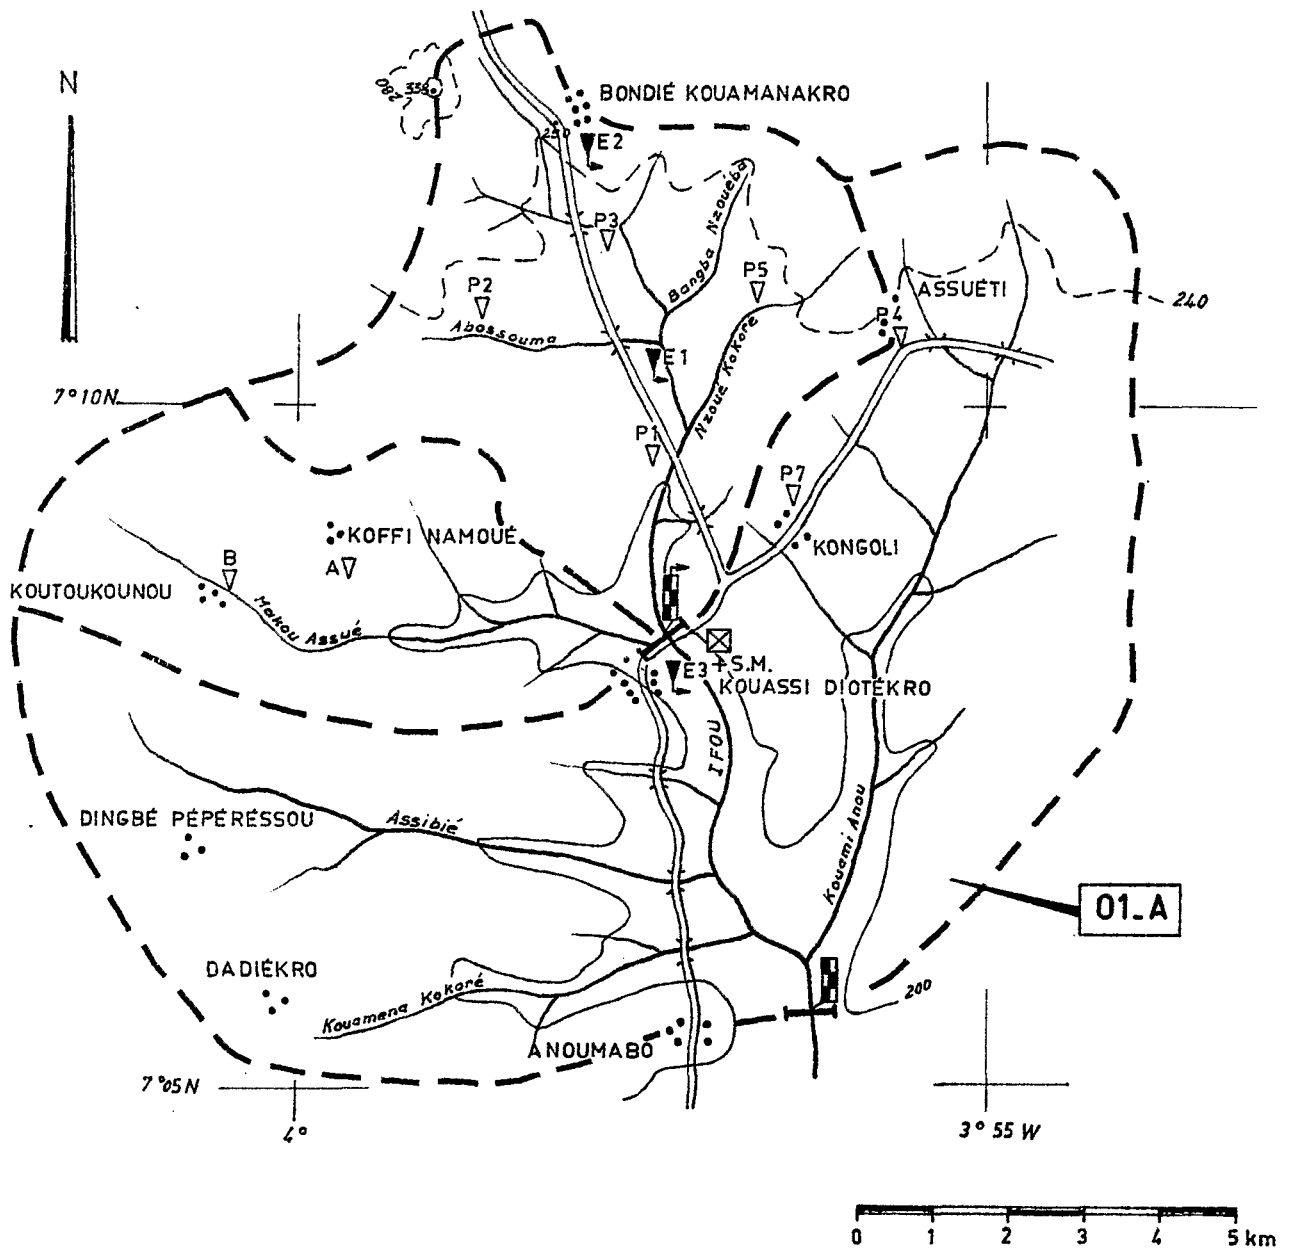 N
280
358
BONDIÉ KOUAMANAKRO
250
E2
Bangba Nzouéba
P3
P2
P5
ASSUÉTI
240
P4
Abossouma
E1
Nzoué Kokoré
7°10N
P1
P7
KOFFI NAMOUÉ
KONGOLI
B
A
KOUTOUKOUNOU
Makou Assué
E3
S.M.
KOUASSI DIOTÉKRO
IFOU
DINGBÉ PÉPÉRÉSSOU
Assibié
Kouami Anou
01_A
DADIÉKRO
Kouamena Kokoré
200
ANOUMABO
7°05N
4°
3° 55 W
0 1 2 3 4 5 km